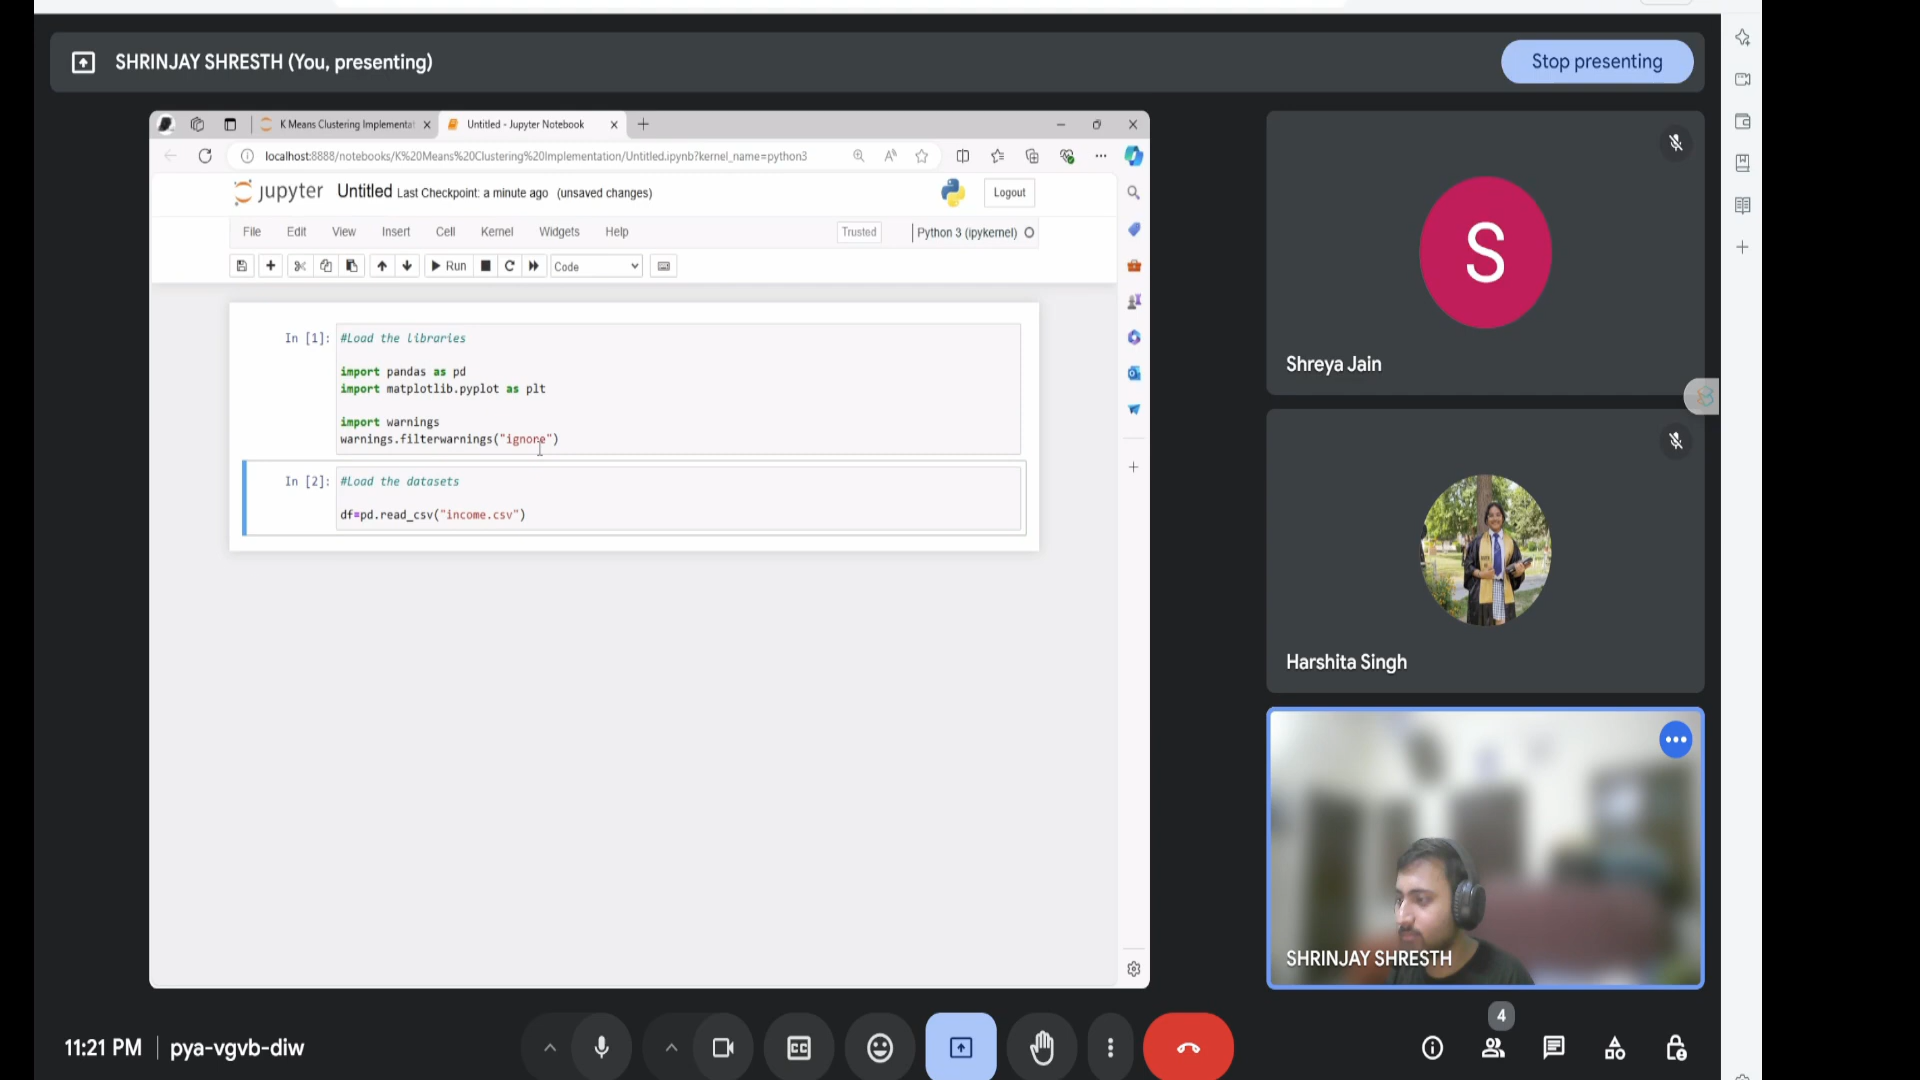 SHRINJAY SHRESTH (You, presenting)
Stop presenting
K Means Clustering Implementat
Untitled - Jupyter Notebook
localhost:8888/notebooks/K%20Means%20Clustering%20Implementation/Untitled.ipynb?kernel_name=python3
jupyter Untitled Last Checkpoint: a minute ago (unsaved changes)
Logout
File Edit View Insert Cell Kernel Widgets Help
Trusted
Python 3 (ipykernel)
Run
Code
In [1]: #Load the libraries
import pandas as pd
import matplotlib.pyplot as plt
import warnings
warnings.filterwarnings("ignore")
In [2]: #Load the datasets
df=pd.read_csv("income.csv")
S
Shreya Jain
Harshita Singh
SHRINJAY SHRESTH
11:21 PM
pya-vgvb-diw
CC
4